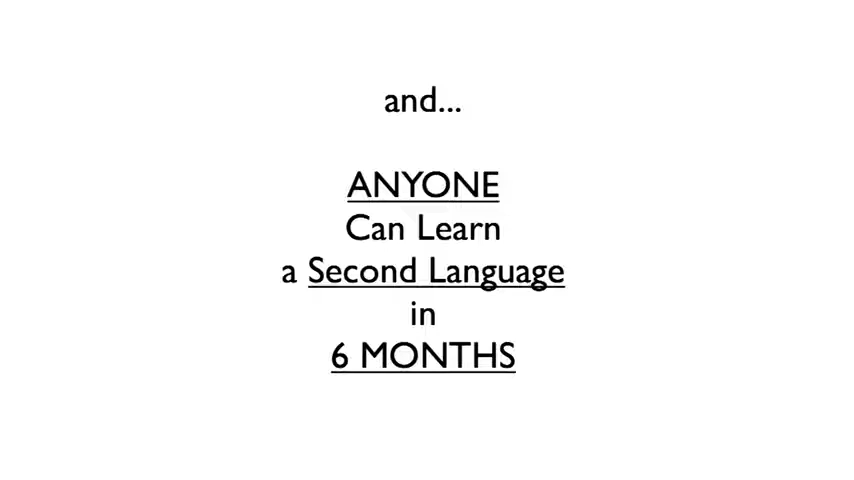 and...
ANYONE
Can Learn
a Second Language
in
6 MONTHS